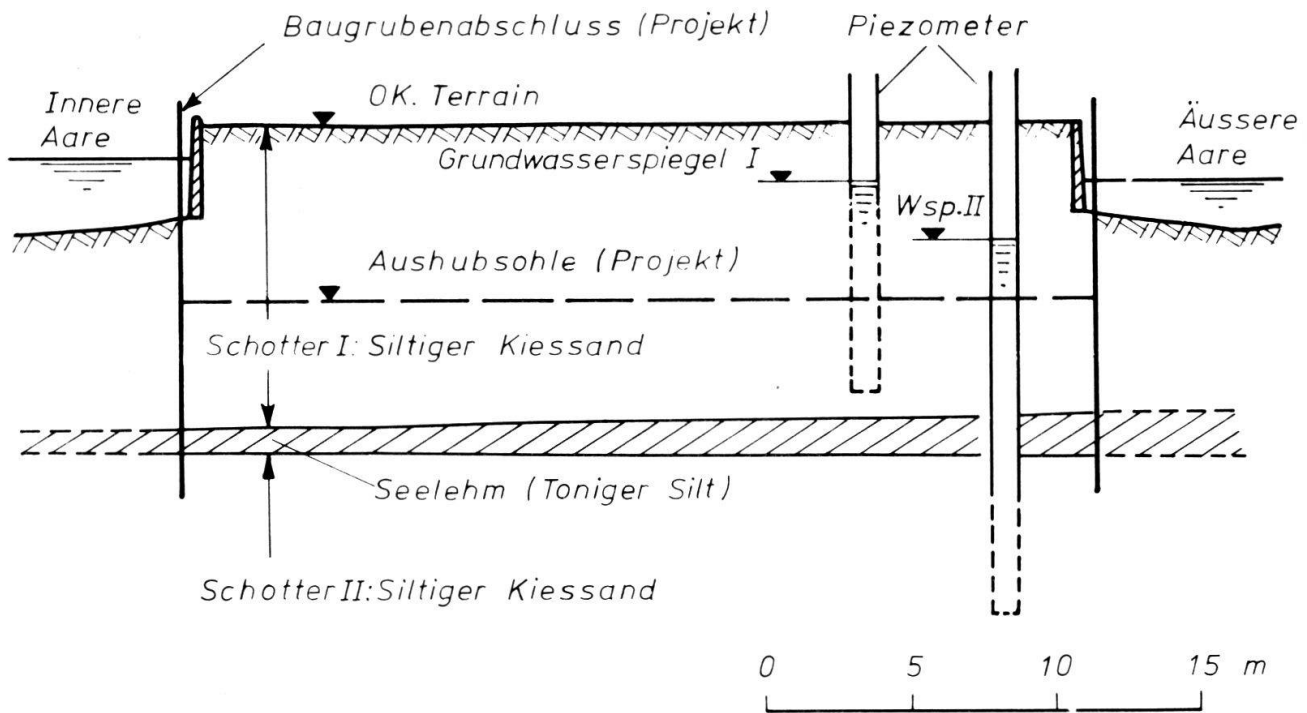 Baugrubenabschluss (Projekt)
Piezometer
Innere
Aare
OK. Terrain
Äussere
Aare
Grundwasserspiegel I
Wsp. II
Aushubsohle (Projekt)
Schotter I: Siltiger Kiessand
Seelehm (Toniger Silt)
Schotter II: Siltiger Kiessand
0 5 10 15 m